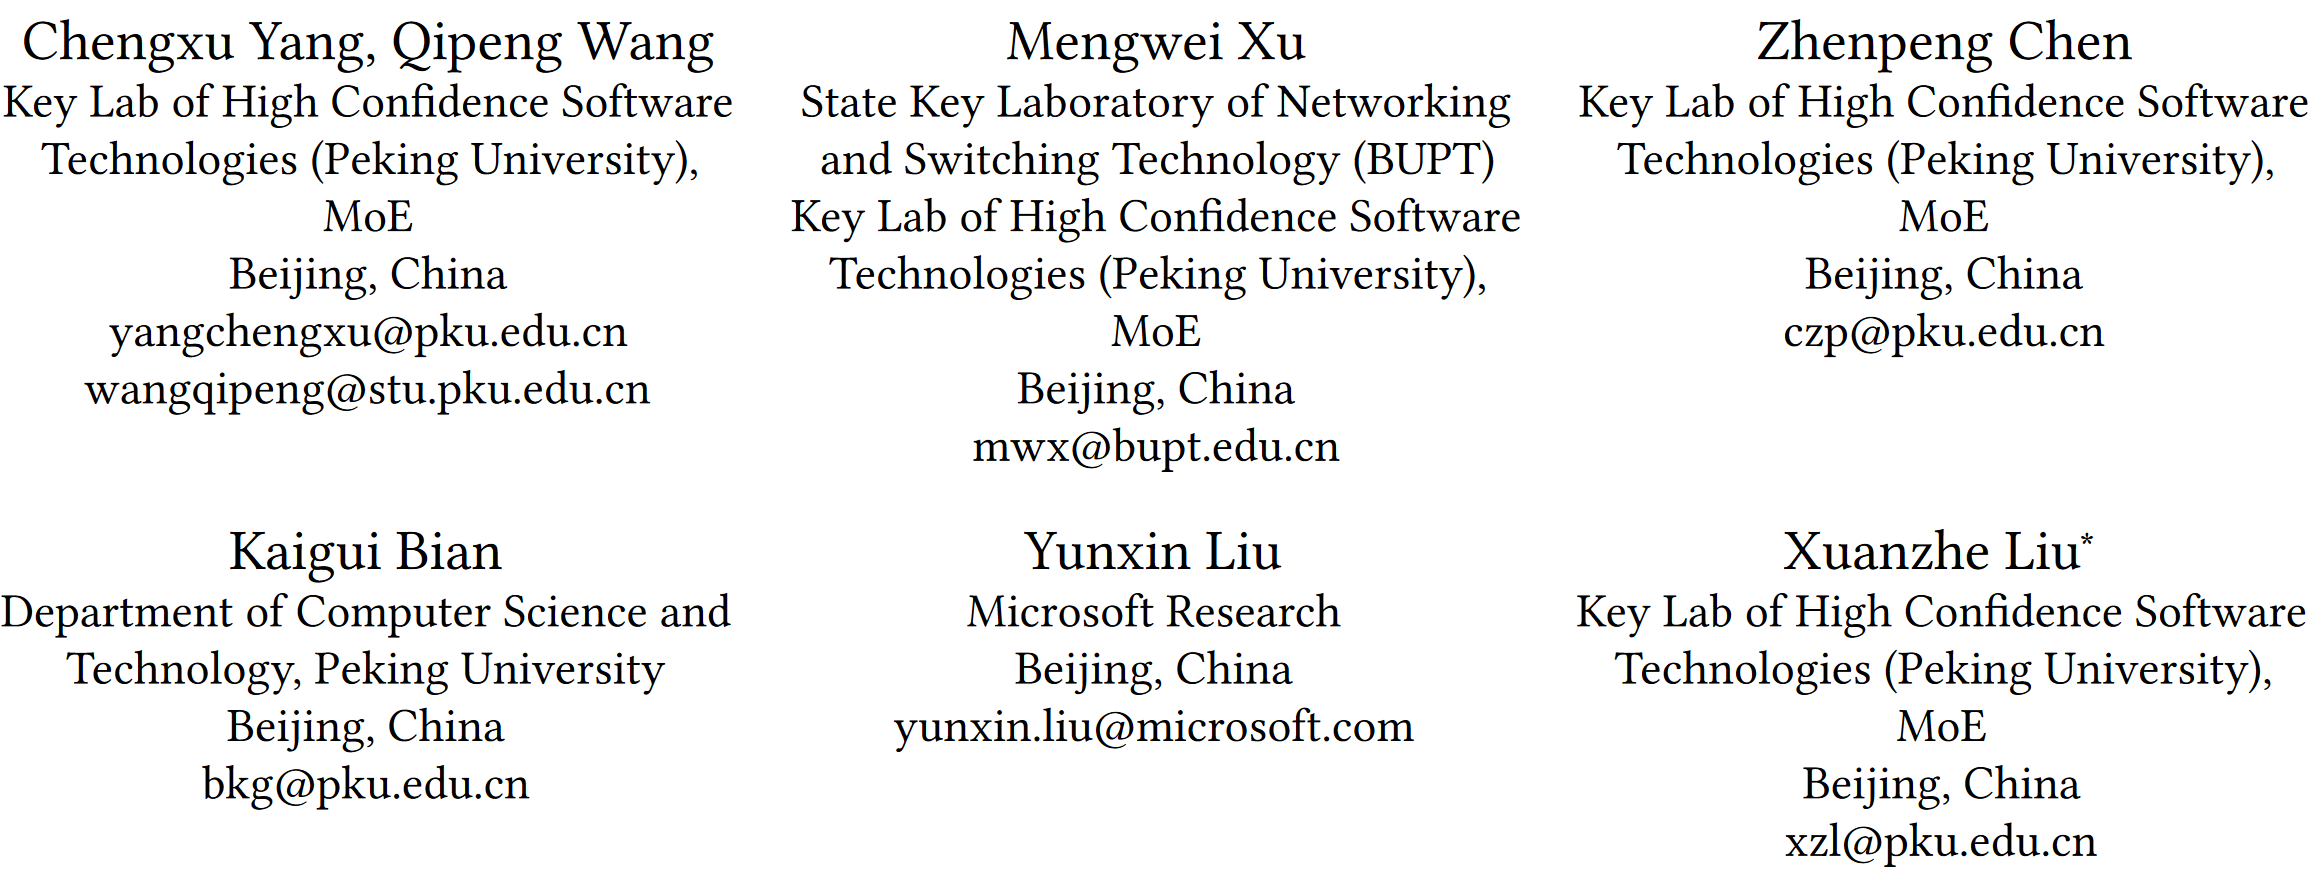 Chengxu Yang, Qipeng Wang
Key Lab of High Confidence Software
Technologies (Peking University),
MoE
Beijing, China
yangchengxu@pku.edu.cn
wangqipeng@stu.pku.edu.cn
Mengwei Xu
State Key Laboratory of Networking
and Switching Technology (BUPT)
Key Lab of High Confidence Software
Technologies (Peking University),
MoE
Beijing, China
mwx@bupt.edu.cn
Zhenpeng Chen
Key Lab of High Confidence Software
Technologies (Peking University),
MoE
Beijing, China
czp@pku.edu.cn
Kaigui Bian
Department of Computer Science and
Technology, Peking University
Beijing, China
bkg@pku.edu.cn
Yunxin Liu
Microsoft Research
Beijing, China
yunxin.liu@microsoft.com
Xuanzhe Liu*
Key Lab of High Confidence Software
Technologies (Peking University),
MoE
Beijing, China
xzl@pku.edu.cn